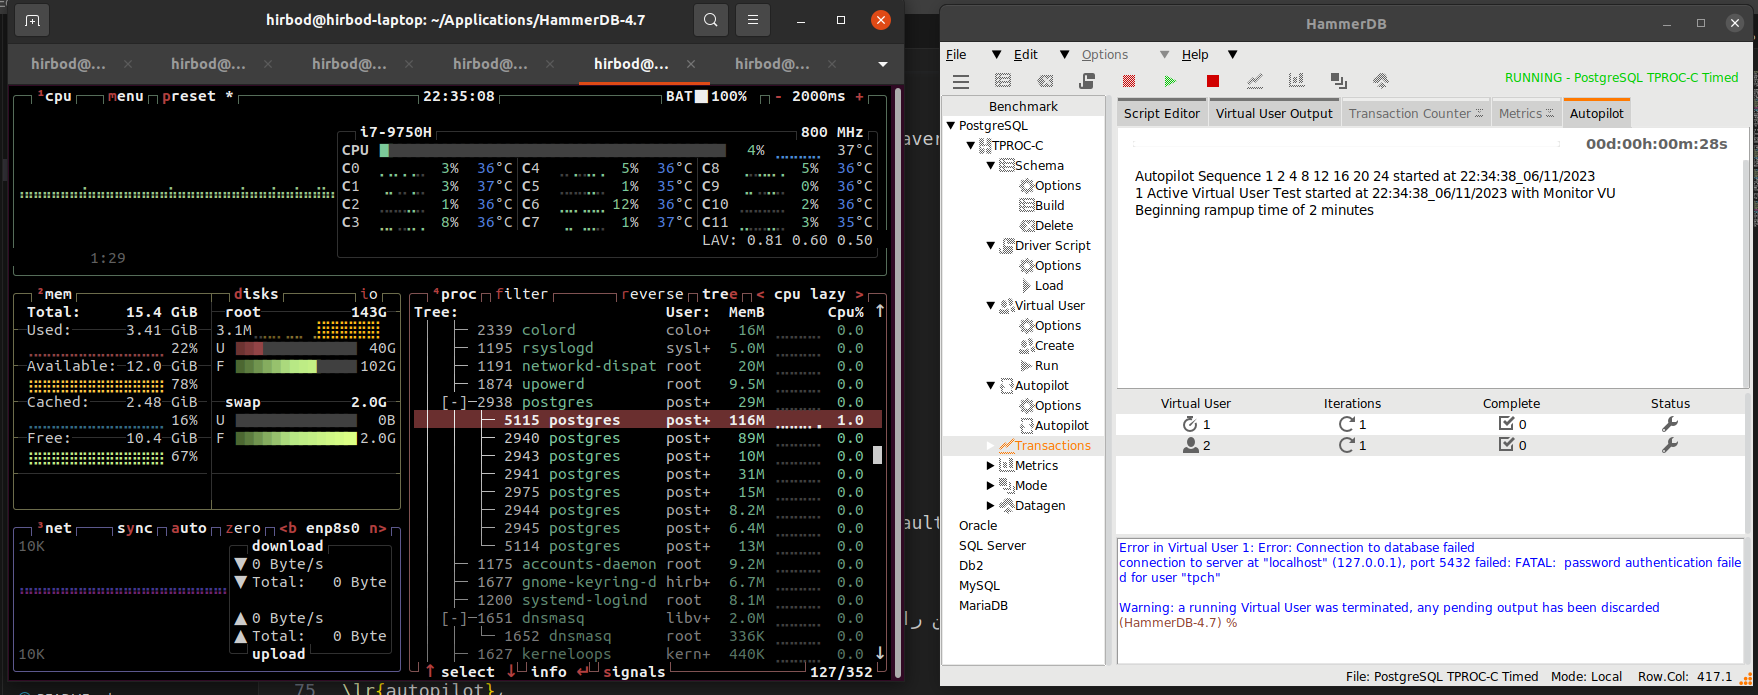 hirbod@hirbod-laptop: ~/Applications/HammerDB-4.7
hirbod@... × hirbod@... × hirbod@... × hirbod@... × hirbod@... × hirbod@... ×
¹cpu menu preset * 22:35:08 BAT 100% - 2000ms +
i7-9750H 800 MHz
CPU 4% 37°C
C0 3% 36°C C4 5% 36°C C8 5% 36°C
C1 3% 37°C C5 1% 35°C C9 0% 36°C
C2 1% 36°C C6 12% 36°C C10 2% 36°C
C3 8% 36°C C7 1% 37°C C11 3% 35°C
LAV: 0.81 0.60 0.50
1:29
²mem disks io
Total: 15.4 GiB
Used: 3.41 GiB
22%
Available: 12.0 GiB
78%
Cached: 2.48 GiB
16%
Free: 10.4 GiB
67%
root 143G
3.1M
U 40G
F 102G
swap 2.0G
U 0B
F 2.0G
³net sync auto zero <b enp8s0 n>
10K
download
▼ 0 Byte/s
▼ Total: 0 Byte
▲ 0 Byte/s
▲ Total: 0 Byte
upload
10K
⁴proc filter reverse tree < cpu lazy >
Tree: User: MemB Cpu% ↑
2339 colord colo+ 16M 0.0
1195 rsyslogd sysl+ 5.0M 0.0
1191 networkd-dispat root 20M 0.0
1874 upowerd root 9.5M 0.0
[-]-2938 postgres post+ 29M 0.0
5115 postgres post+ 116M 1.0
2940 postgres post+ 89M 0.0
2943 postgres post+ 10M 0.0
2941 postgres post+ 31M 0.0
2975 postgres post+ 15M 0.0
2944 postgres post+ 8.2M 0.0
2945 postgres post+ 6.4M 0.0
5114 postgres post+ 13M 0.0
1175 accounts-daemon root 9.2M 0.0
1677 gnome-keyring-d hirb+ 6.7M 0.0
1200 systemd-logind root 8.1M 0.0
[-]-1651 dnsmasq libv+ 2.0M 0.0
1652 dnsmasq root 336K 0.0
1627 kerneloops kern+ 440K 0.0 ↓
↑ select ↓ info ↵ signals 127/352
75 \lr{autopilot},
aver
ault
ن را
HammerDB
File Edit Options Help
RUNNING - PostgreSQL TPROC-C Timed
Benchmark
PostgreSQL
TPROC-C
Schema
Options
Build
Delete
Driver Script
Options
Load
Virtual User
Options
Create
Run
Autopilot
Options
Autopilot
Transactions
Metrics
Mode
Datagen
Oracle
SQL Server
Db2
MySQL
MariaDB
Script Editor Virtual User Output Transaction Counter Metrics Autopilot
00d:00h:00m:28s
Autopilot Sequence 1 2 4 8 12 16 20 24 started at 22:34:38_06/11/2023
1 Active Virtual User Test started at 22:34:38_06/11/2023 with Monitor VU
Beginning rampup time of 2 minutes
Virtual User Iterations Complete Status
1 1 0
2 1 0
Error in Virtual User 1: Error: Connection to database failed
connection to server at "localhost" (127.0.0.1), port 5432 failed: FATAL:  password authentication faile
d for user "tpch"
Warning: a running Virtual User was terminated, any pending output has been discarded
(HammerDB-4.7) %
File: PostgreSQL TPROC-C Timed Mode: Local Row.Col: 417.1